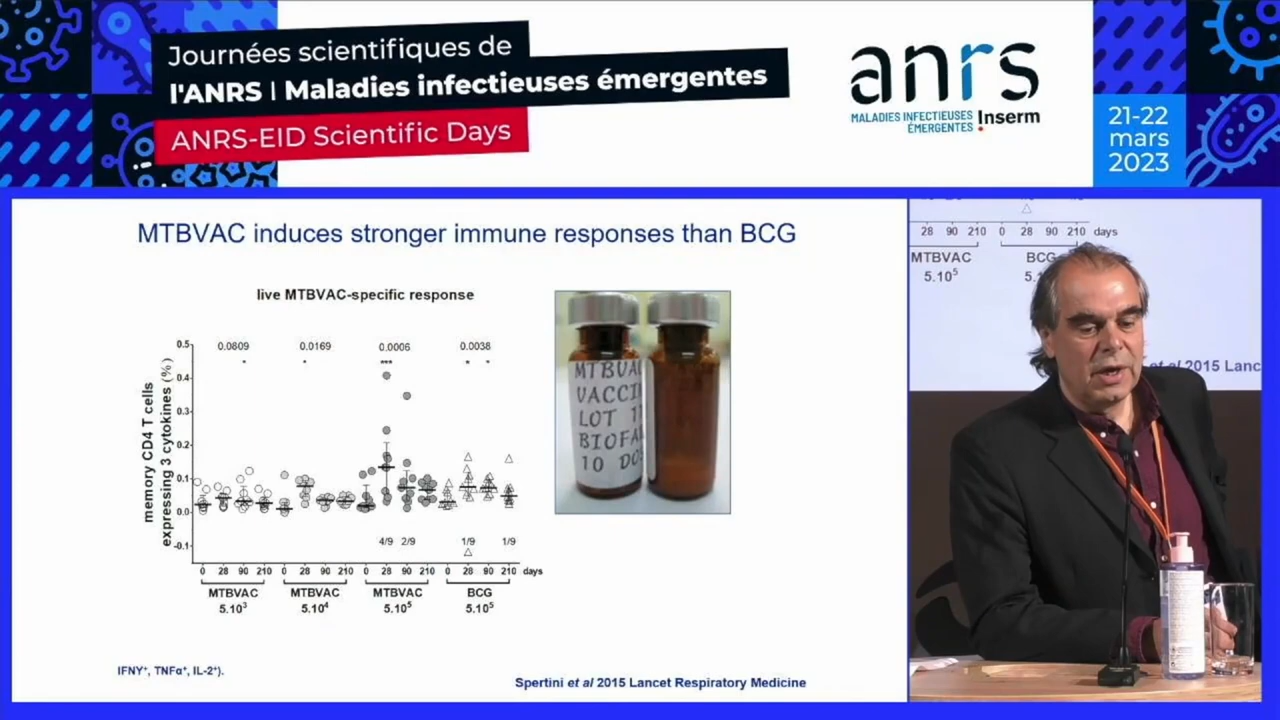 Journées scientifiques de
l'ANRS | Maladies infectieuses émergentes
ANRS-EID Scientific Days
anrs
MALADIES INFECTIEUSES
ÉMERGENTES Inserm
21-22
mars
2023
MTBVAC induces stronger immune responses than BCG
live MTBVAC-specific response
memory CD4 T cells
expressing 3 cytokines (%)
0.5
0.4
0.3
0.2
0.1
0.0
-0.1
0.0809 0.0169 0.0006 0.0038
* * *** * *
4/9 2/9 1/9 1/9
0 28 90 210 0 28 90 210 0 28 90 210 0 28 90 210 days
MTBVAC MTBVAC MTBVAC BCG
5.10³ 5.10⁴ 5.10⁵ 5.10⁵
MTBVAC
VACCI
LOT
BIOFA
10 DO
IFNY⁺, TNFα⁺, IL-2⁺).
Spertini et al 2015 Lancet Respiratory Medicine
28 90 210 0 28 90 210 days
MTBVAC BCG
5.10⁵
et al 2015 Lanc